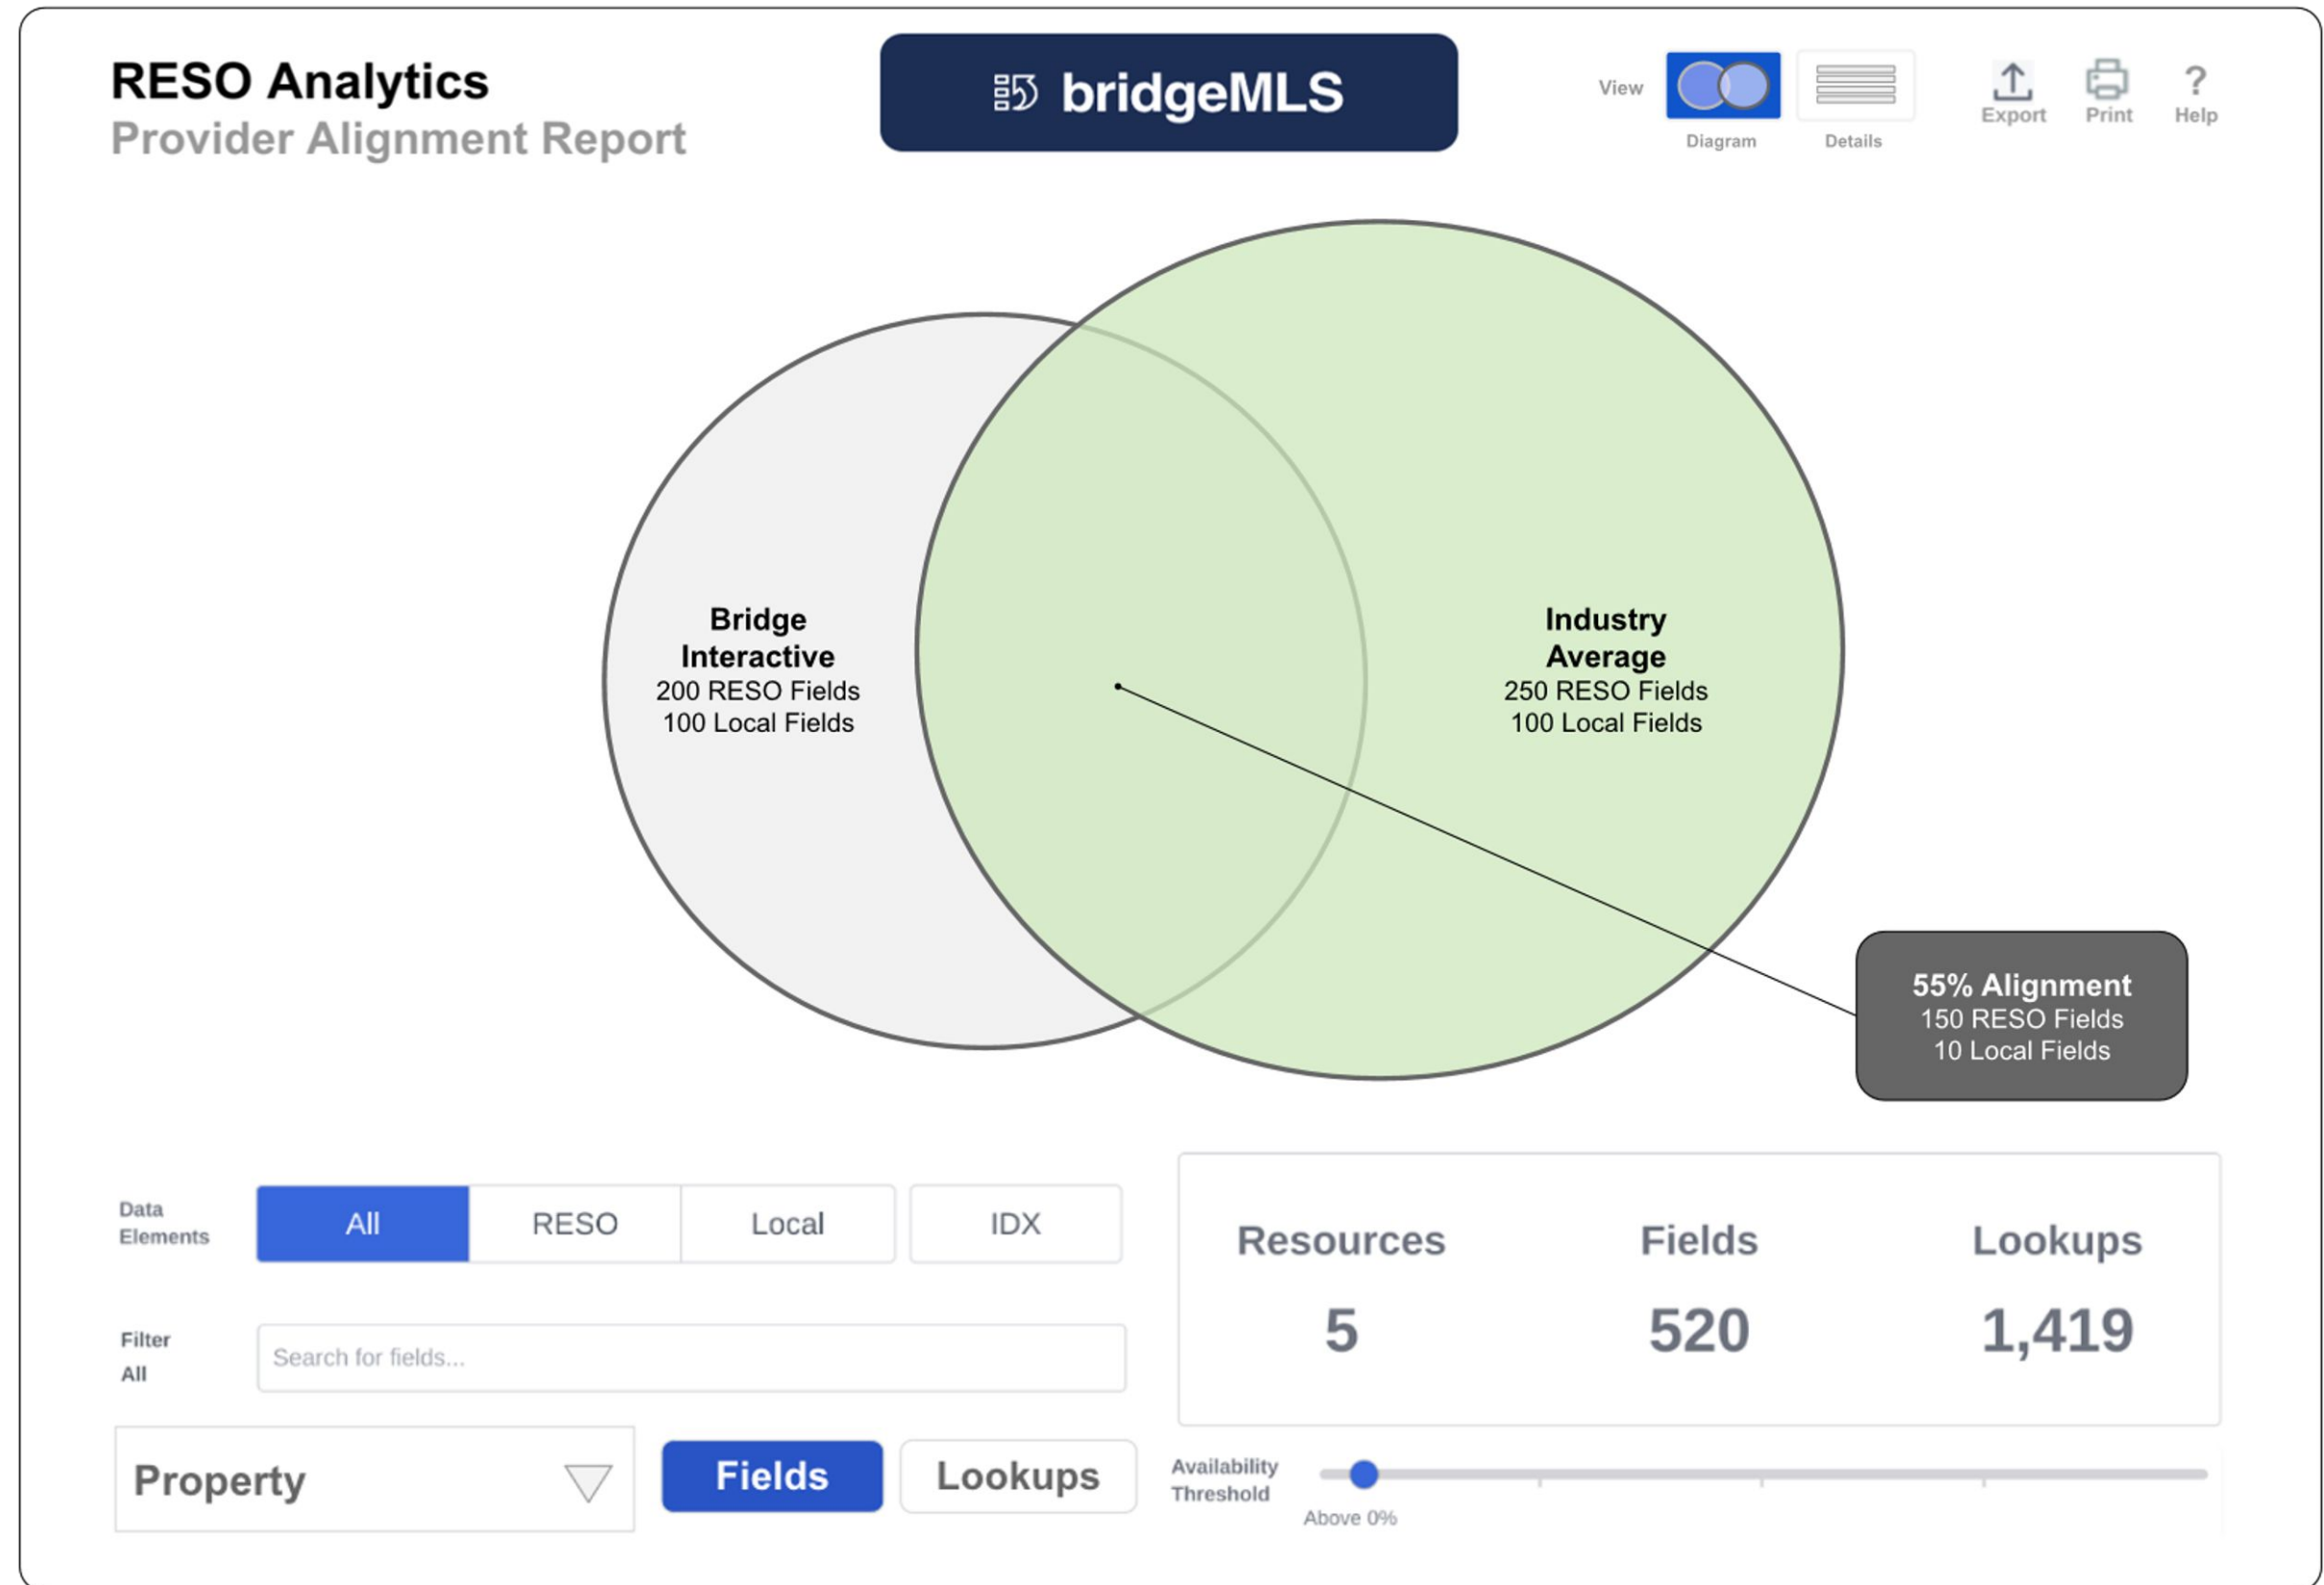 RESO Analytics
Provider Alignment Report
bridgeMLS
View
Diagram
Details
Export
Print
?
Help
Bridge
Interactive
200 RESO Fields
100 Local Fields
Industry
Average
250 RESO Fields
100 Local Fields
55% Alignment
150 RESO Fields
10 Local Fields
Data
Elements
All
RESO
Local
IDX
Filter
All
Search for fields...
Property
Fields
Lookups
Resources
Fields
Lookups
5
520
1,419
Availability
Threshold
Above 0%